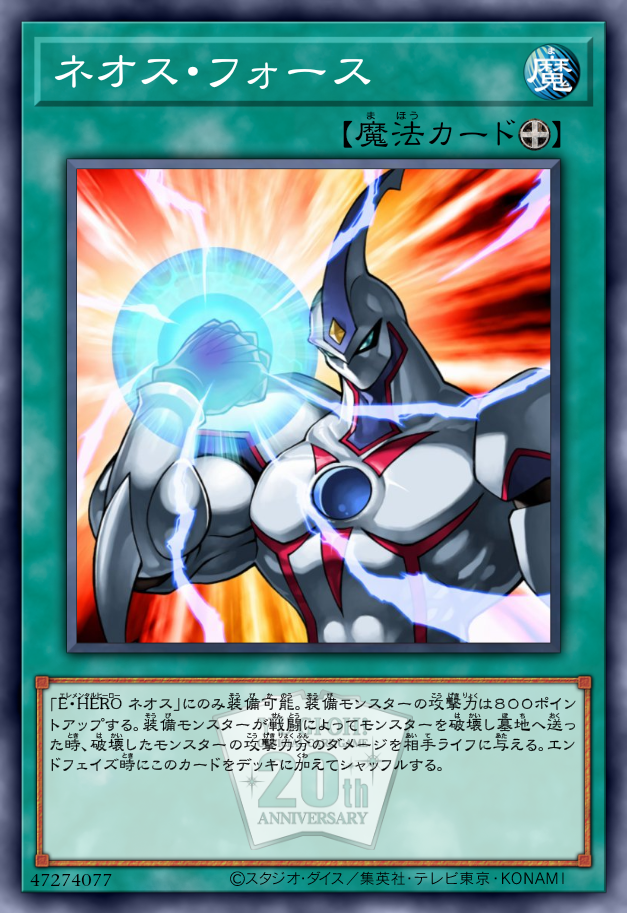 ネオス・フォース
魔
【魔法カード】
「E・HERO ネオス」にのみ装備可能。装備モンスターの攻撃力は800ポイン
トアップする。装備モンスターが戦闘によってモンスターを破壊し墓地へ送っ
た時、破壊したモンスターの攻撃力分のダメージを相手ライフに与える。エン
ドフェイズ時にこのカードをデッキに加えてシャッフルする。
20th
ANNIVERSARY
47274077
©スタジオ・ダイス／集英社・テレビ東京・KONAMI